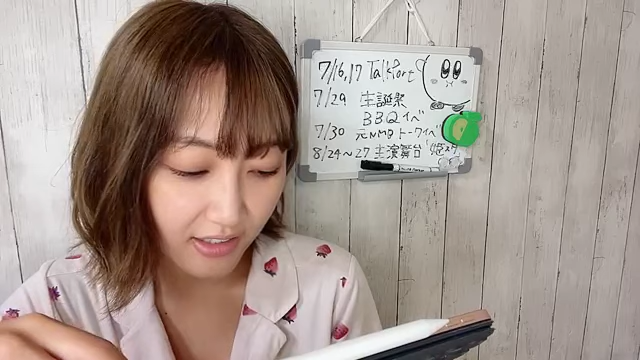 7/16,17 TalkPort
7/29 生誕祭
BBQイベ
7/30 元NMB トークイベ
8/24〜27 主演舞台